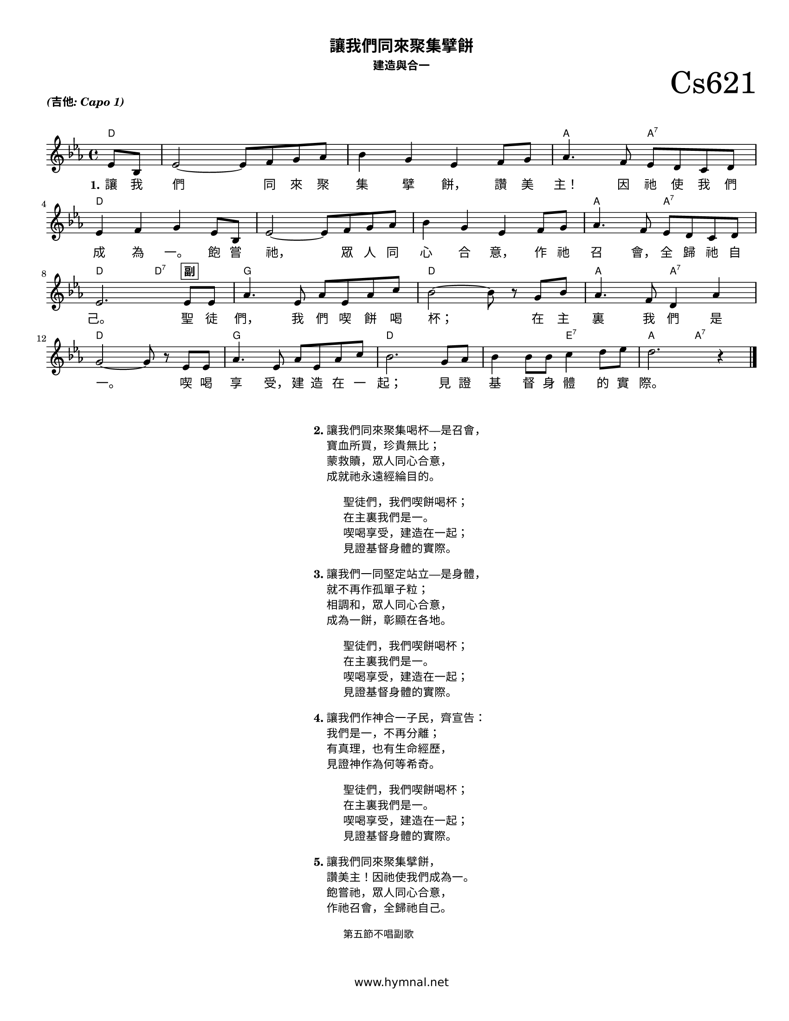 讓我們同來聚集擘餅
建造與合一
Cs621
(吉他: Capo 1)
D A A7
1. 讓 我 們 同 來 聚 集 擘 餅， 讚 美 主！ 因 祂 使 我 們
4 D A A7
成 為 一。 飽 嘗 祂， 眾 人 同 心 合 意， 作 祂 召 會，全 歸 祂 自
8 D D7 副 G D A A7
己。 聖 徒 們， 我 們 喫 餅 喝 杯； 在 主 裏 我 們 是
12 D G D E7 A A7
一。 喫 喝 享 受，建 造 在 一 起； 見 證 基 督 身 體 的 實 際。
2. 讓我們同來聚集喝杯—是召會，
寶血所買，珍貴無比；
蒙救贖，眾人同心合意，
成就祂永遠經綸目的。
聖徒們，我們喫餅喝杯；
在主裏我們是一。
喫喝享受，建造在一起；
見證基督身體的實際。
3. 讓我們一同堅定站立—是身體，
就不再作孤單子粒；
相調和，眾人同心合意，
成為一餅，彰顯在各地。
聖徒們，我們喫餅喝杯；
在主裏我們是一。
喫喝享受，建造在一起；
見證基督身體的實際。
4. 讓我們作神合一子民，齊宣告：
我們是一，不再分離；
有真理，也有生命經歷，
見證神作為何等希奇。
聖徒們，我們喫餅喝杯；
在主裏我們是一。
喫喝享受，建造在一起；
見證基督身體的實際。
5. 讓我們同來聚集擘餅，
讚美主！因祂使我們成為一。
飽嘗祂，眾人同心合意，
作祂召會，全歸祂自己。
第五節不唱副歌
www.hymnal.net